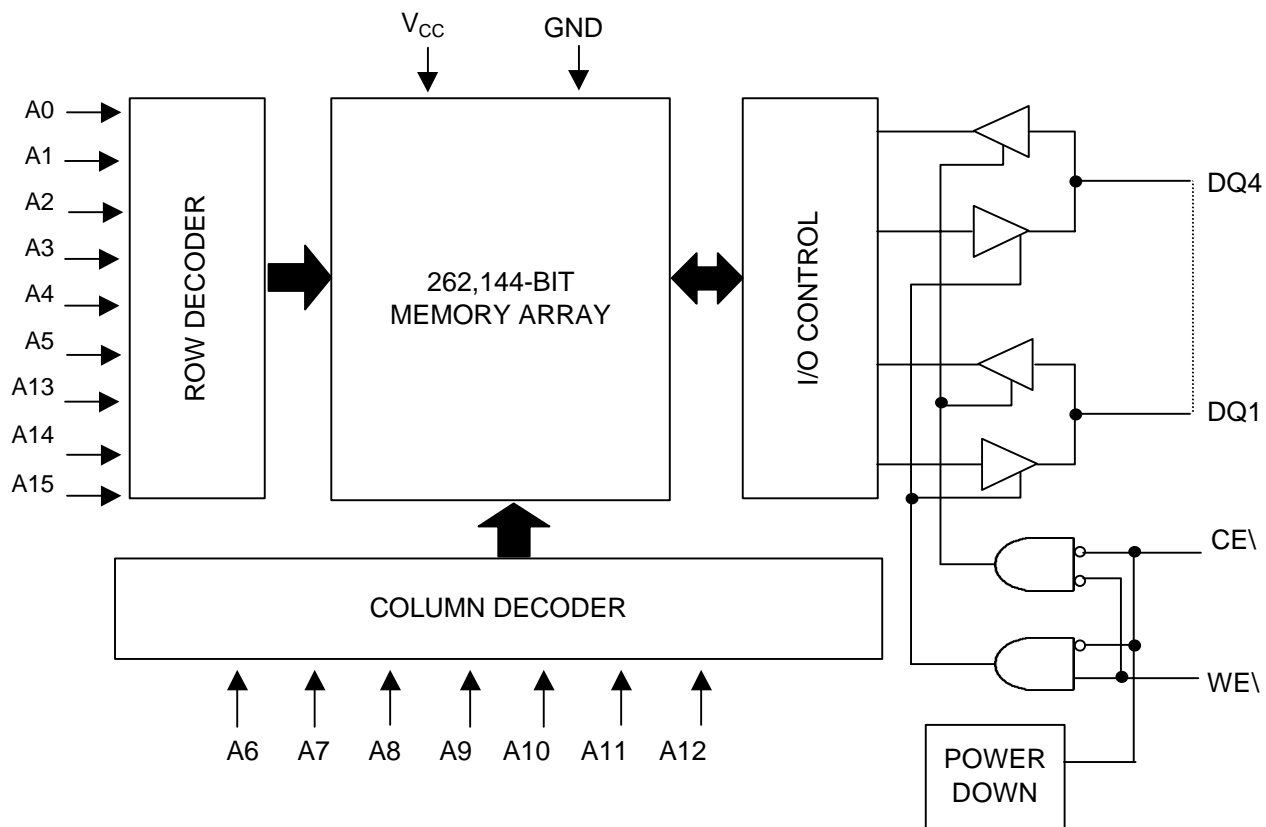 V_CC
GND
A0
A1
A2
A3
A4
A5
A13
A14
A15
ROW DECODER
262,144-BIT
MEMORY ARRAY
I/O CONTROL
DQ4
DQ1
CE\
WE\
COLUMN DECODER
A6
A7
A8
A9
A10
A11
A12
POWER
DOWN